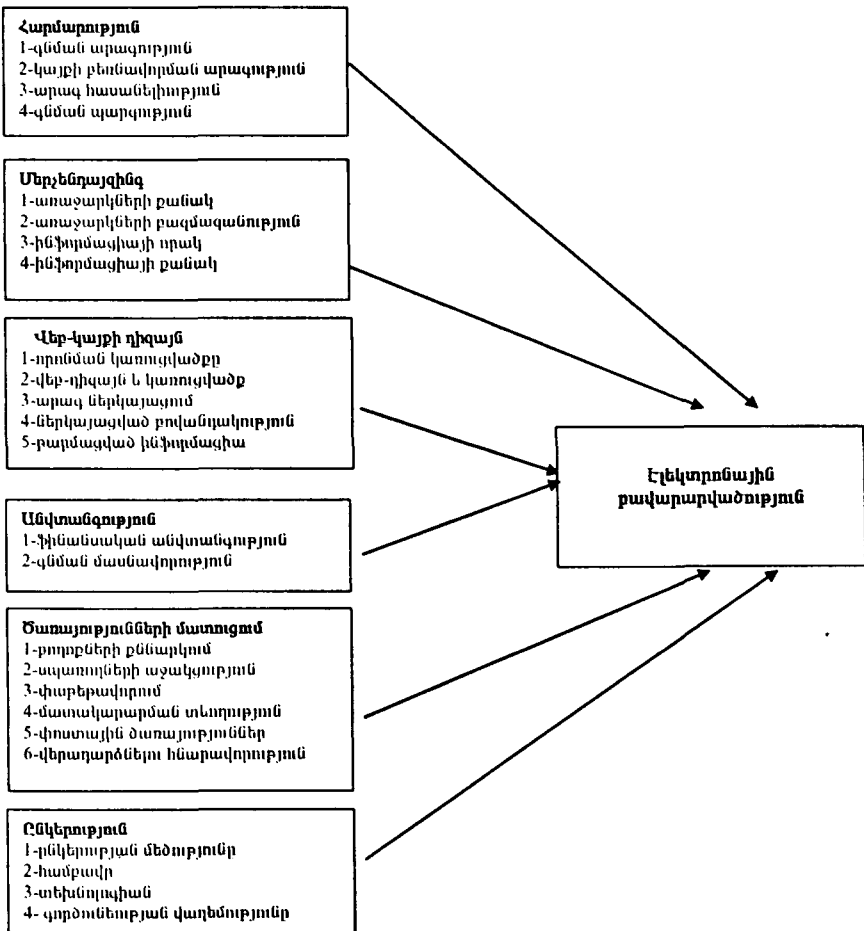 Հարմարություն
1-գնման արագություն
2-կայքի բեռնավորման արագություն
3-արագ հասանելիություն
4-գնման պարզություն
Մերչենդայզինգ
1-առաջարկների քանակ
2-առաջարկների բազմազանություն
3-ինֆորմացիայի որակ
4-ինֆորմացիայի քանակ
Վեբ-կայքի դիզայն
1-որոնման կառուցվածքը
2-վեբ-դիզայն և կառուցվածք
3-արագ ներկայացում
4-ներկայացված բովանդակություն
5-թարմացված ինֆորմացիա
Էլեկտրոնային
բավարարվածություն
Անվտանգություն
1-ֆինանսական անվտանգություն
2-գնման մասնավորություն
Ծառայությունների մատուցում
1-բողոքների քննարկում
2-սպառողների աջակցություն
3-փաթեթավորում
4-մատակարարման տևողություն
5-փոստային ծառայություններ
6-վերադարձնելու հնարավորություն
Ընկերություն
1-ընկերության մեծությունը
2-համբավը
3-տեխնոլոգիան
4- գործունեության վաղեմությունը